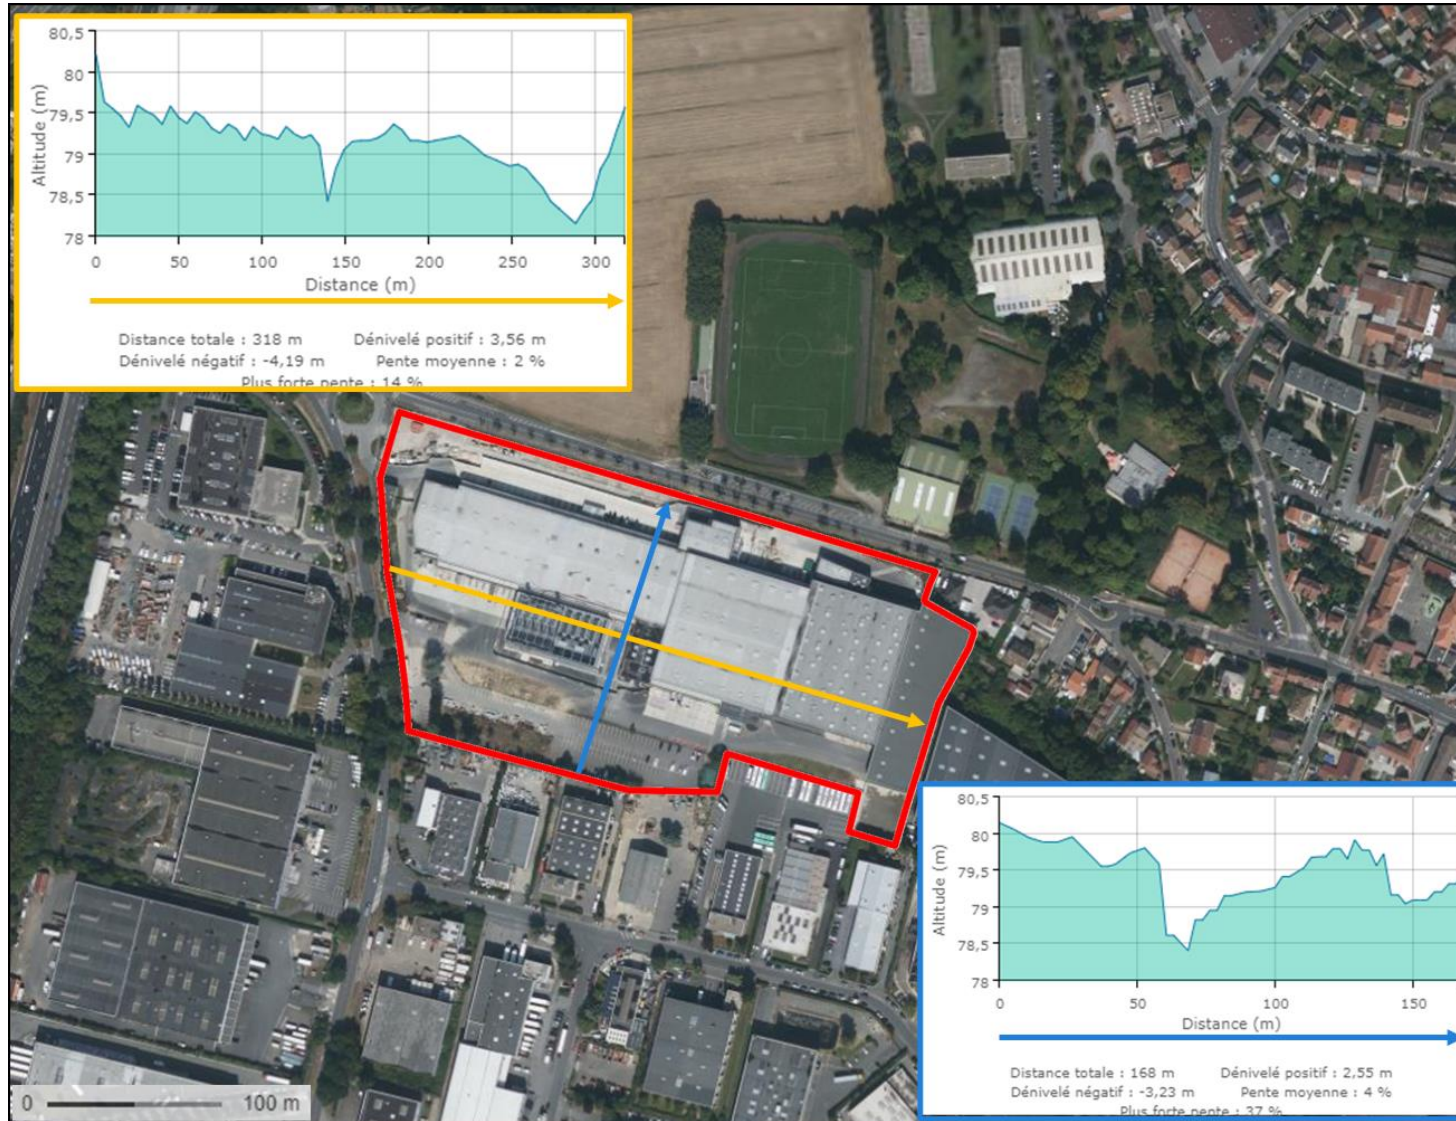 80,5
80
79,5
79
78,5
78
Altitude (m)
0 50 100 150 200 250 300
Distance (m)
Distance totale : 318 m Dénivelé positif : 3,56 m
Dénivelé négatif : -4,19 m Pente moyenne : 2 %
Plus forte pente : 14 %
80,5
80
79,5
79
78,5
78
Altitude (m)
0 50 100 150
Distance (m)
Distance totale : 168 m Dénivelé positif : 2,55 m
Dénivelé négatif : -3,23 m Pente moyenne : 4 %
Plus forte pente : 37 %
0 100 m